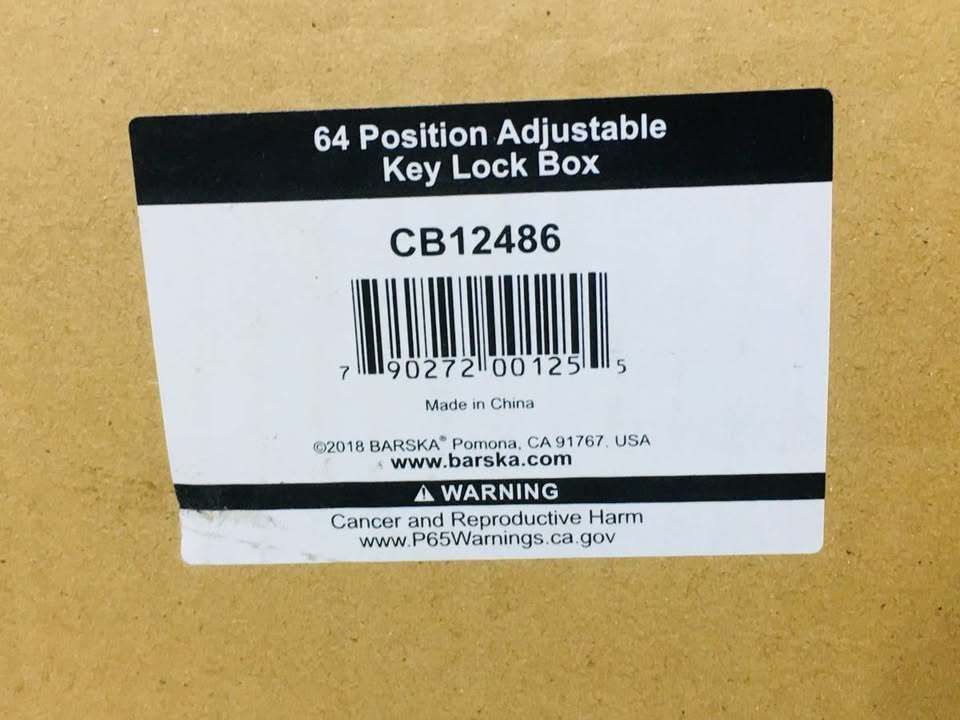 64 Position Adjustable
Key Lock Box
CB12486
7 90272 00125 5
Made in China
©2018 BARSKA® Pomona, CA 91767. USA
www.barska.com
⚠ WARNING
Cancer and Reproductive Harm
www.P65Warnings.ca.gov